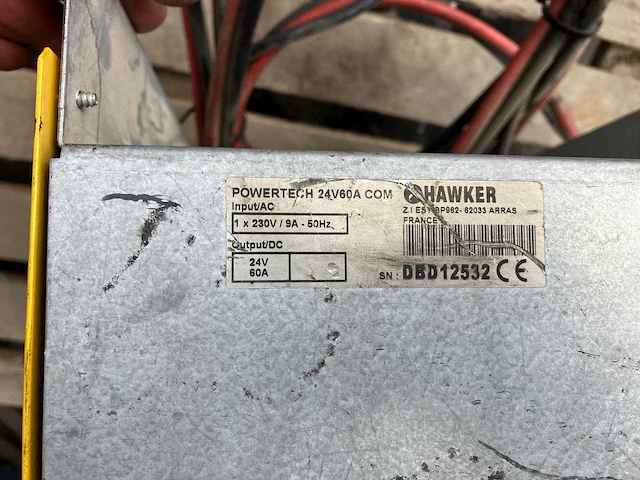 POWERTECH 24V60A COM
Input/AC
1 x 230V / 9A - 50Hz
Output/DC
24V
60A
HAWKER
Z.I EST BP962- 62033 ARRAS
FRANCE
SN : DBD12532 CE